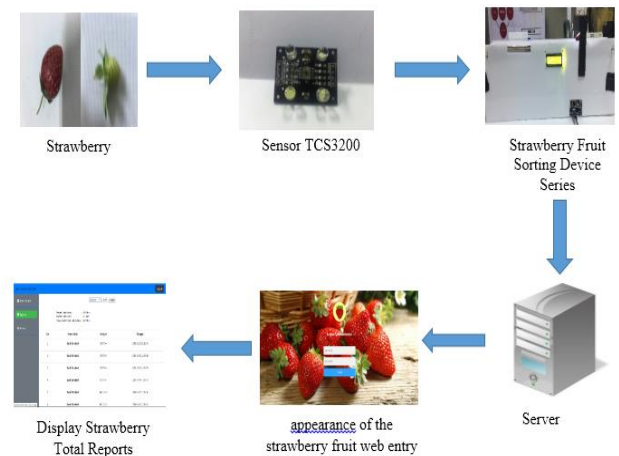 Strawberry
Sensor TCS3200
Strawberry Fruit
Sorting Device
Series
Server
appearance of the
strawberry fruit web entry
Display Strawberry
Total Reports